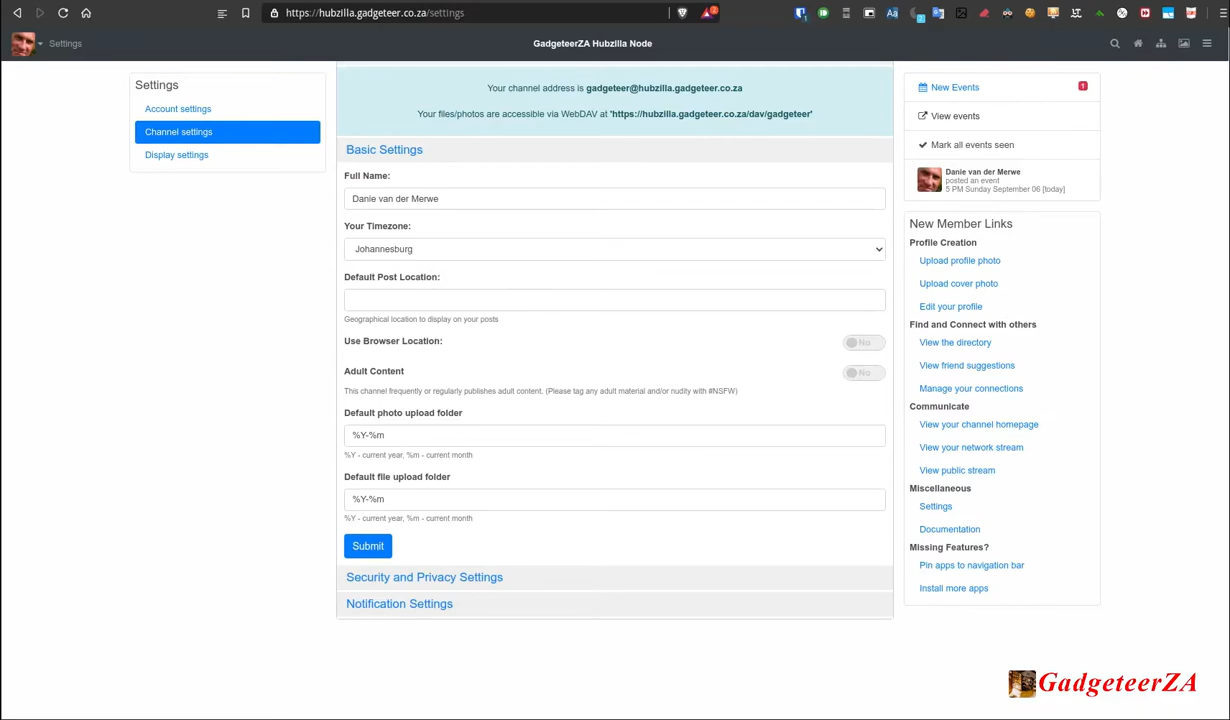 https://hubzilla.gadgeteer.co.za/settings
2
Settings
GadgeteerZA Hubzilla Node
Settings
Account settings
Channel settings
Display settings
Your channel address is gadgeteer@hubzilla.gadgeteer.co.za
Your files/photos are accessible via WebDAV at 'https://hubzilla.gadgeteer.co.za/dav/gadgeteer'
Basic Settings
Full Name:
Danie van der Merwe
Your Timezone:
Johannesburg
Default Post Location:
Geographical location to display on your posts
Use Browser Location:
No
Adult Content
No
This channel frequently or regularly publishes adult content. (Please tag any adult material and/or nudity with #NSFW)
Default photo upload folder
%Y-%m
%Y - current year, %m - current month
Default file upload folder
%Y-%m
%Y - current year, %m - current month
Submit
Security and Privacy Settings
Notification Settings
New Events
1
View events
Mark all events seen
Danie van der Merwe
posted an event
5 PM Sunday September 06 [today]
New Member Links
Profile Creation
Upload profile photo
Upload cover photo
Edit your profile
Find and Connect with others
View the directory
View friend suggestions
Manage your connections
Communicate
View your channel homepage
View your network stream
View public stream
Miscellaneous
Settings
Documentation
Missing Features?
Pin apps to navigation bar
Install more apps
GadgeteerZA